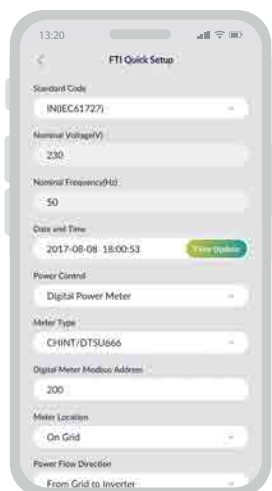 13:20
FTI Quick Setup
Standard Code
IN(IEC61727)
Nominal Voltage(V)
230
Nominal Frequency(Hz)
50
Date and Time
2017-08-08 18:00:53
Time Update
Power Control
Digital Power Meter
Meter Type
CHINT/DTSU666
Digital Meter Modbus Address
200
Meter Location
On Grid
Power Flow Direction
From Grid to Inverter